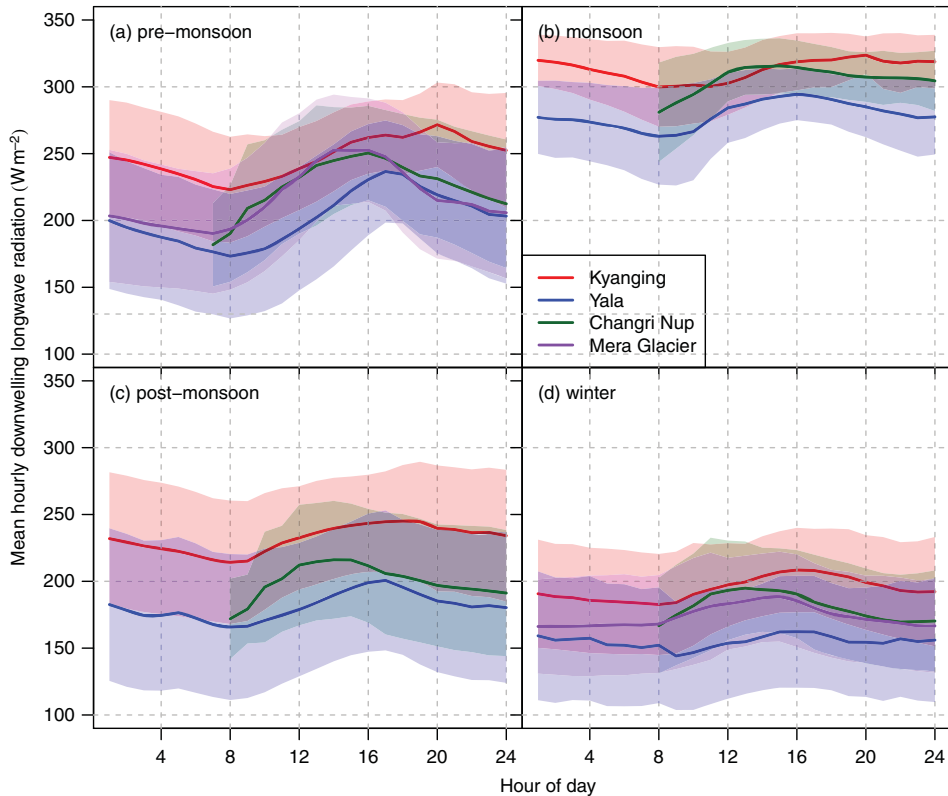 (a) pre−monsoon
(b) monsoon
350
300
250
200
150
100
Kyanging
Yala
Changri Nup
Mera Glacier
(c) post−monsoon
(d) winter
350
300
250
200
150
100
4 8 12 16 20 24
4 8 12 16 20 24
Hour of day
Mean hourly downwelling longwave radiation (W m−2)